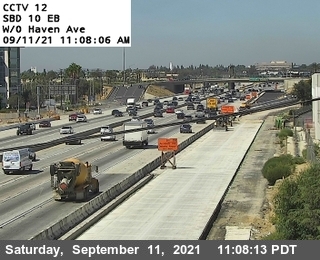 CCTV 12
SBD 10 EB
W/O Haven Ave
09/11/21 11:08:06 AM
Saturday, September 11, 2021 11:08:13 PDT